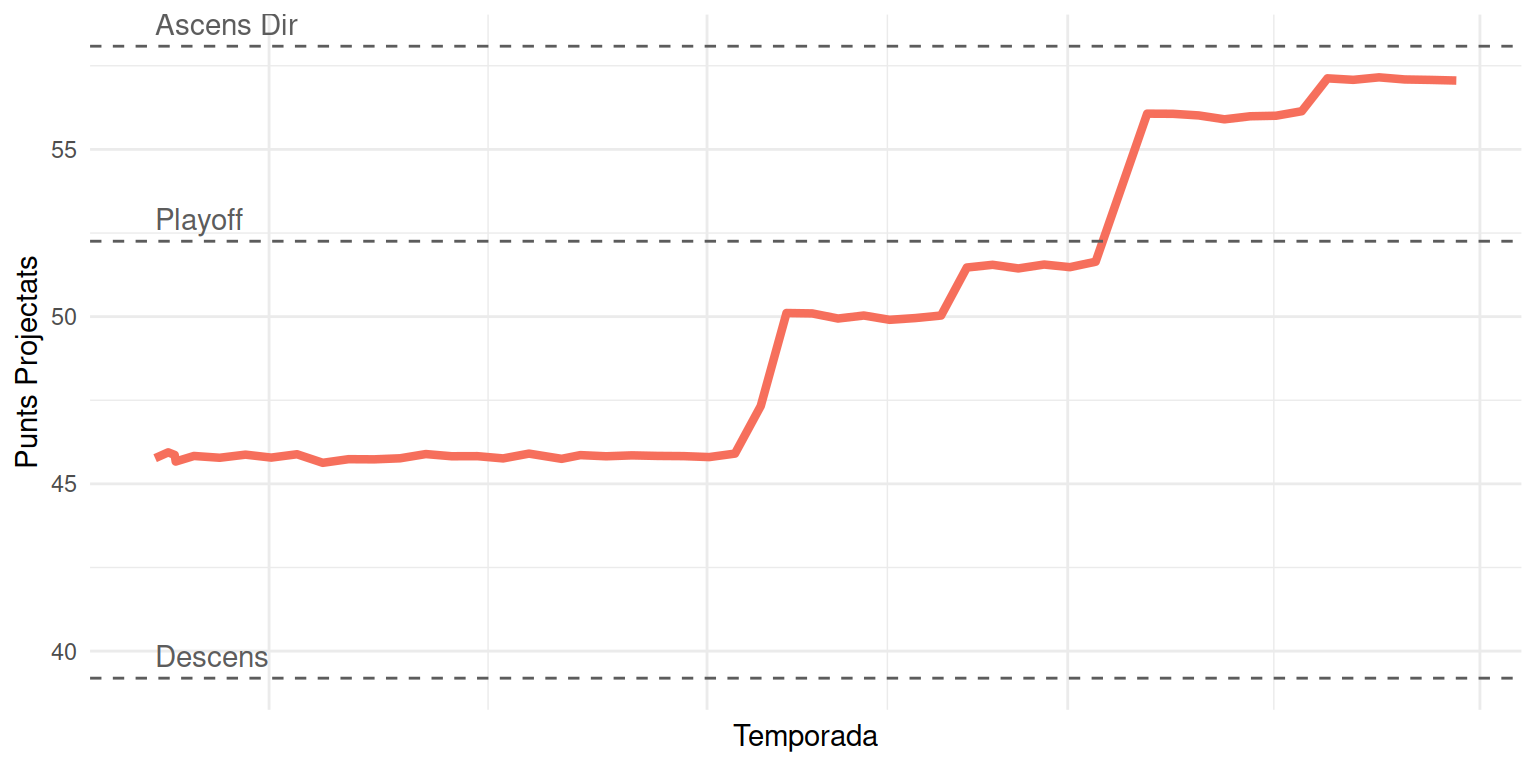 Ascens Dir
55
Playoff
50
45
40
Descens
Punts Projectats
Temporada